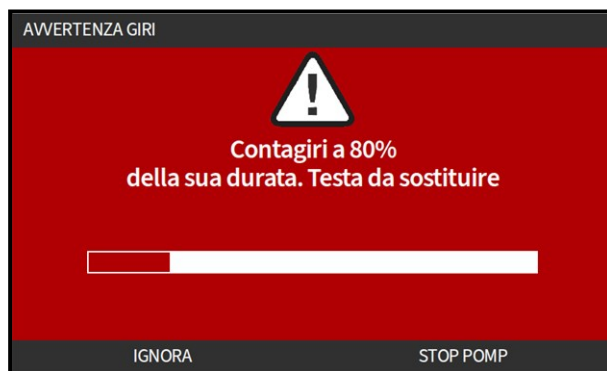 AVVERTENZA GIRI
Contagiri a 80%
della sua durata. Testa da sostituire
IGNORA
STOP POMP